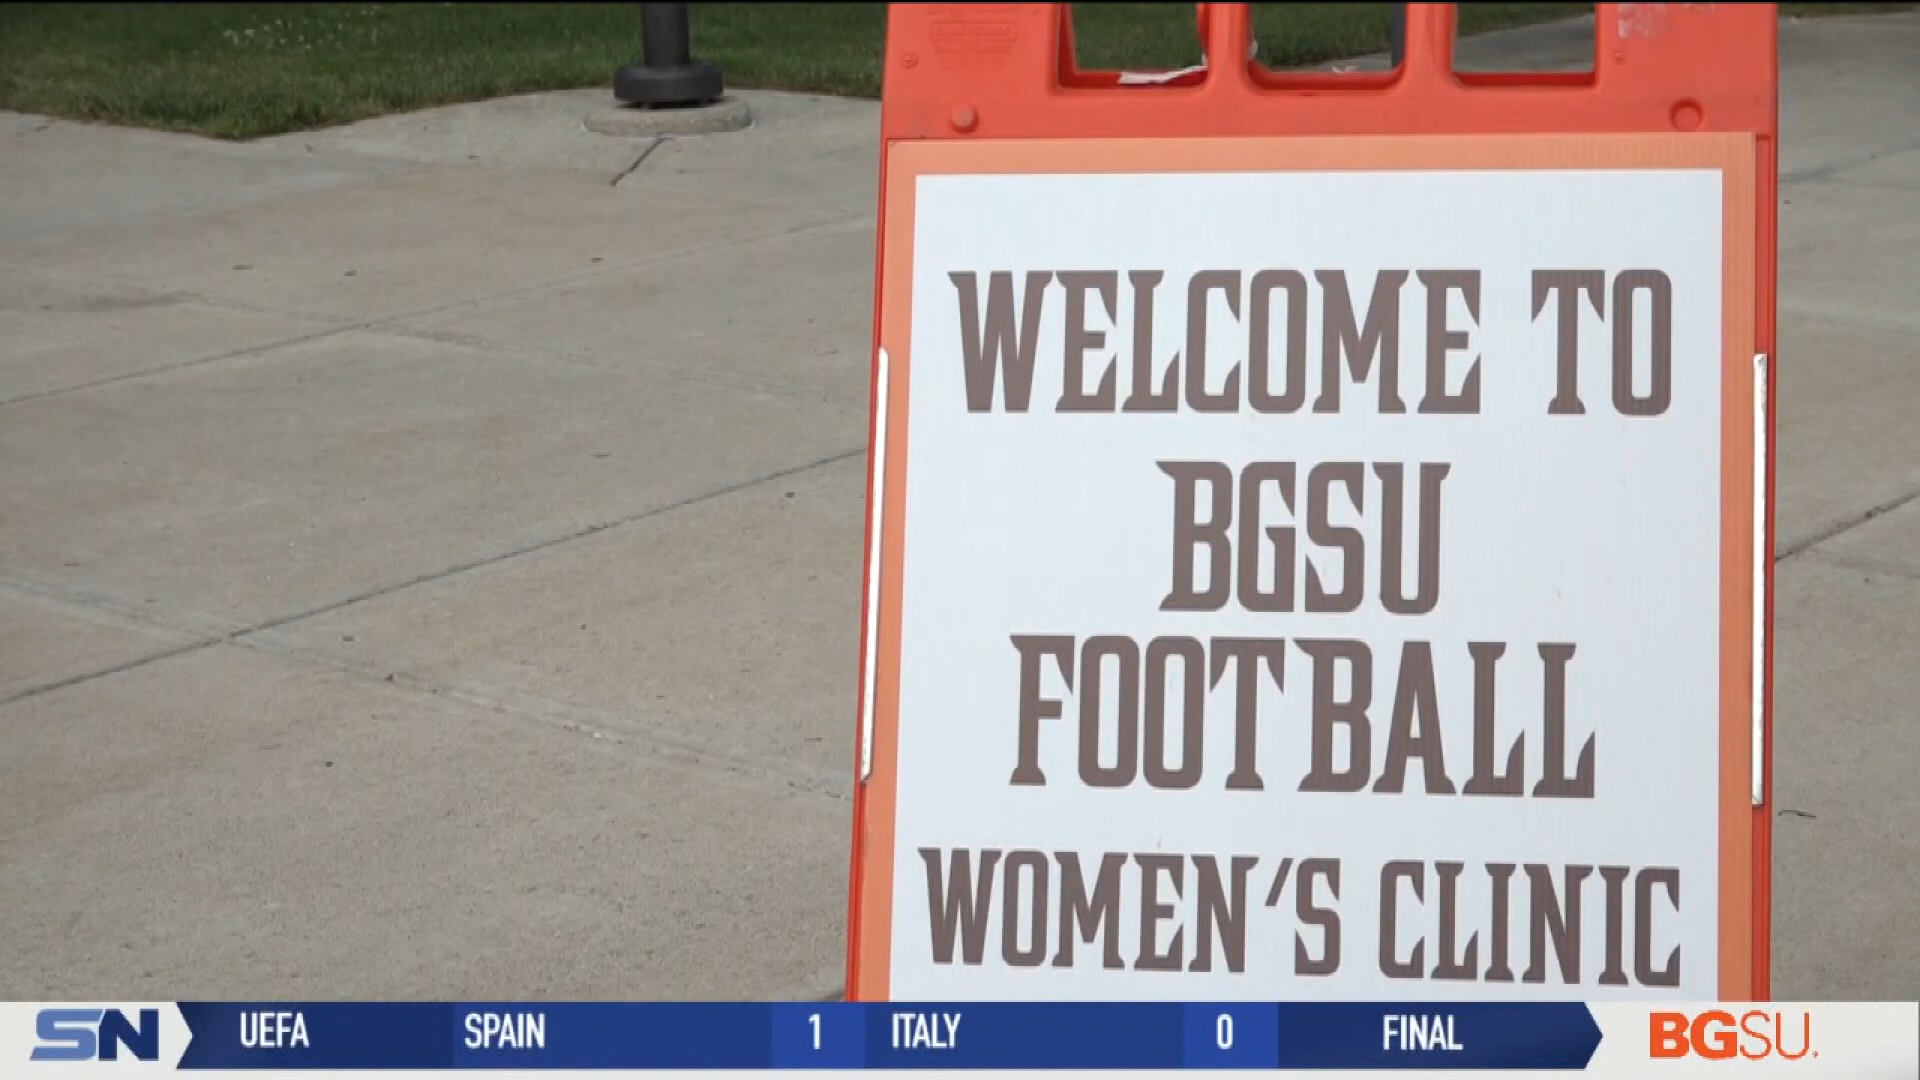 WELCOME TO
BGSU
FOOTBALL
WOMEN'S CLINIC
SN UEFA SPAIN 1 ITALY 0 FINAL BGSU.